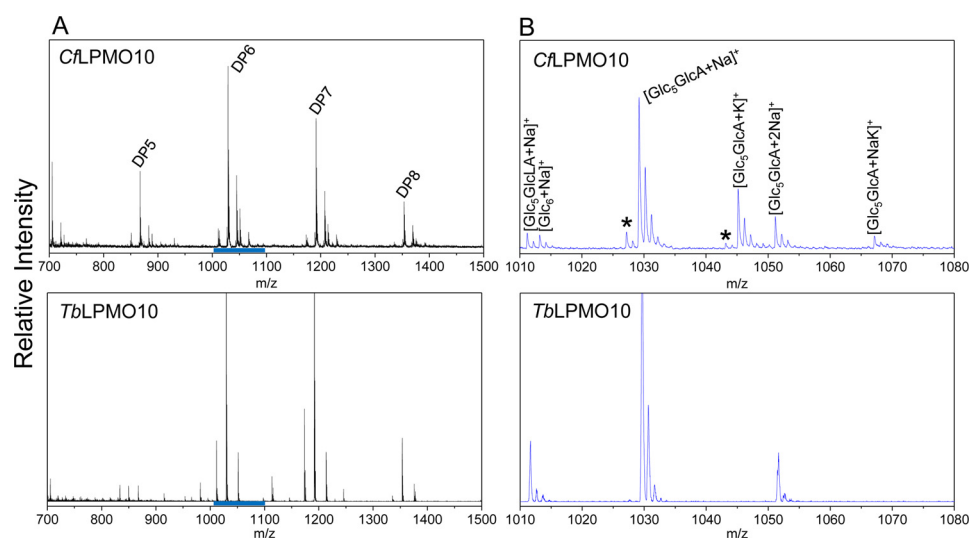 A
B
CfLPMO10
DP5
DP6
DP7
DP8
700 800 900 1000 1100 1200 1300 1400 1500
m/z
CfLPMO10
[Glc5GlcLA+Na]+
[Glc6+Na]+
*
[Glc5GlcA+Na]+
*
[Glc5GlcA+K]+
[Glc5GlcA+2Na]+
[Glc5GlcA+NaK]+
1010 1020 1030 1040 1050 1060 1070 1080
m/z
Relative Intensity
TbLPMO10
700 800 900 1000 1100 1200 1300 1400 1500
m/z
TbLPMO10
1010 1020 1030 1040 1050 1060 1070 1080
m/z